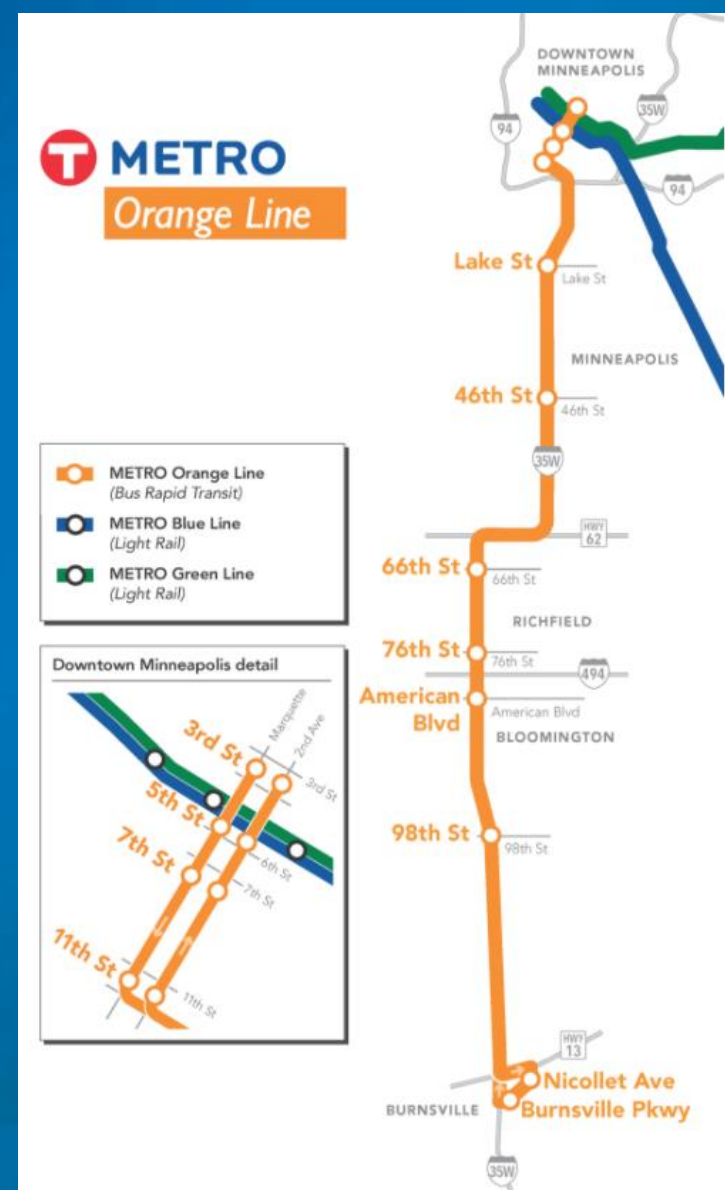 T METRO
Orange Line
DOWNTOWN
MINNEAPOLIS
35W
94
94
Lake St
Lake St
MINNEAPOLIS
46th St
46th St
35W
HWY
62
66th St
66th St
RICHFIELD
76th St
76th St
494
American
Blvd
American Blvd
BLOOMINGTON
98th St
98th St
HWY
13
Nicollet Ave
Burnsville Pkwy
BURNSVILLE
35W
METRO Orange Line
(Bus Rapid Transit)
METRO Blue Line
(Light Rail)
METRO Green Line
(Light Rail)
Downtown Minneapolis detail
Marquette
2nd Ave
3rd St
3rd St
5th St
6th St
7th St
7th St
11th St
11th St